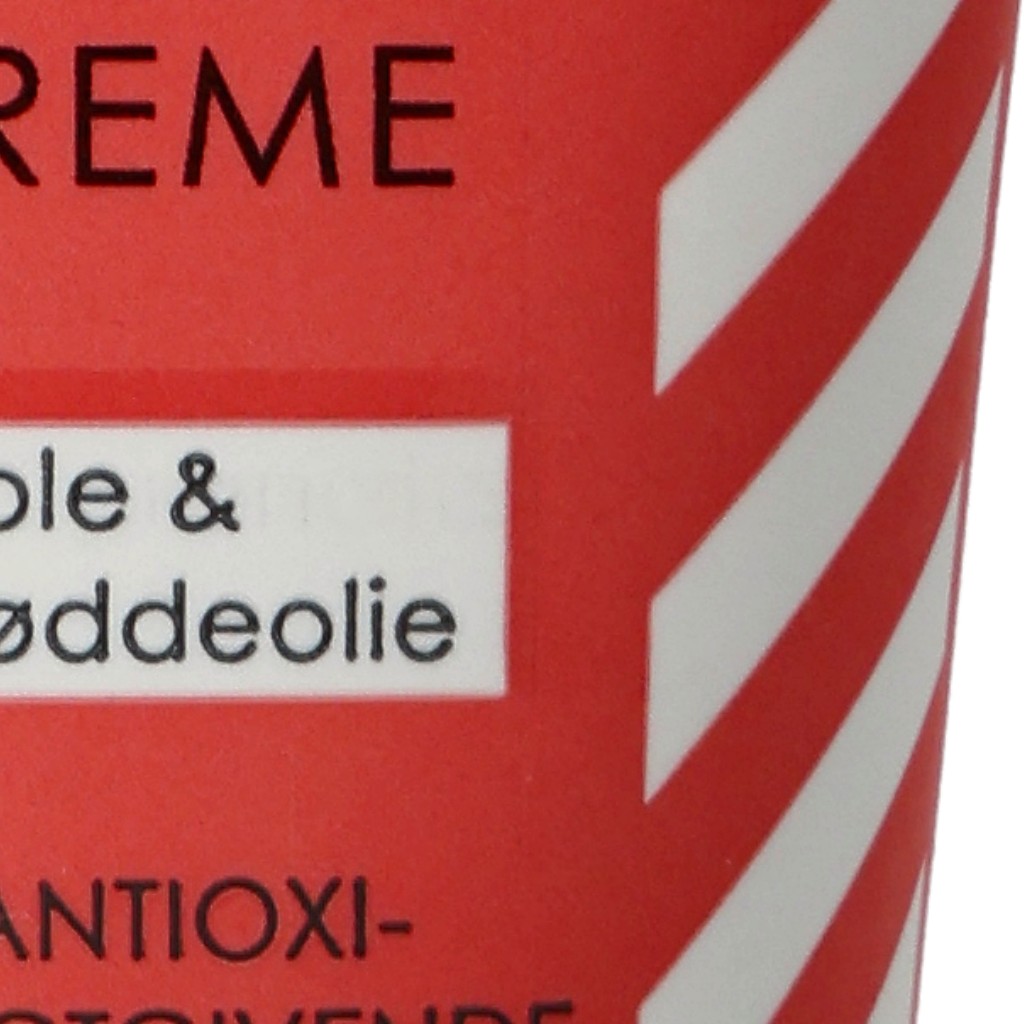 REME
ole &
øddeolie
ANTIOXI-